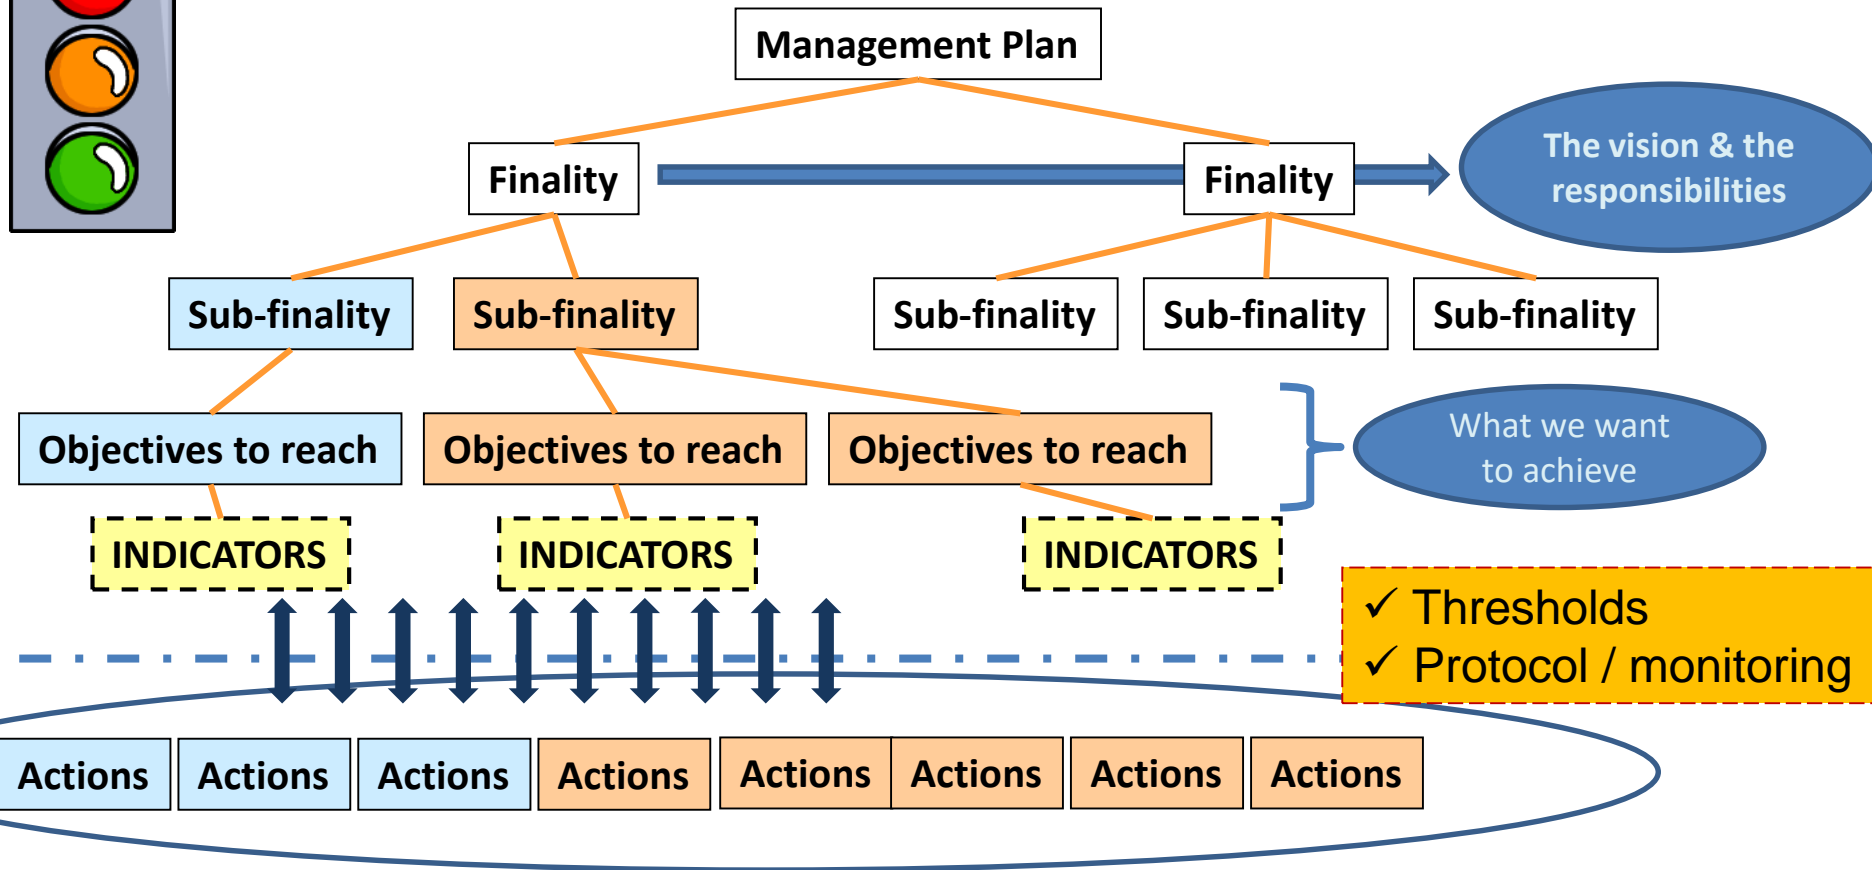 Management Plan
Finality
Finality
The vision & the
responsibilities
Sub-finality
Sub-finality
Sub-finality
Sub-finality
Sub-finality
Objectives to reach
Objectives to reach
Objectives to reach
What we want
to achieve
INDICATORS
INDICATORS
INDICATORS
✓ Thresholds
✓ Protocol / monitoring
Actions
Actions
Actions
Actions
Actions
Actions
Actions
Actions